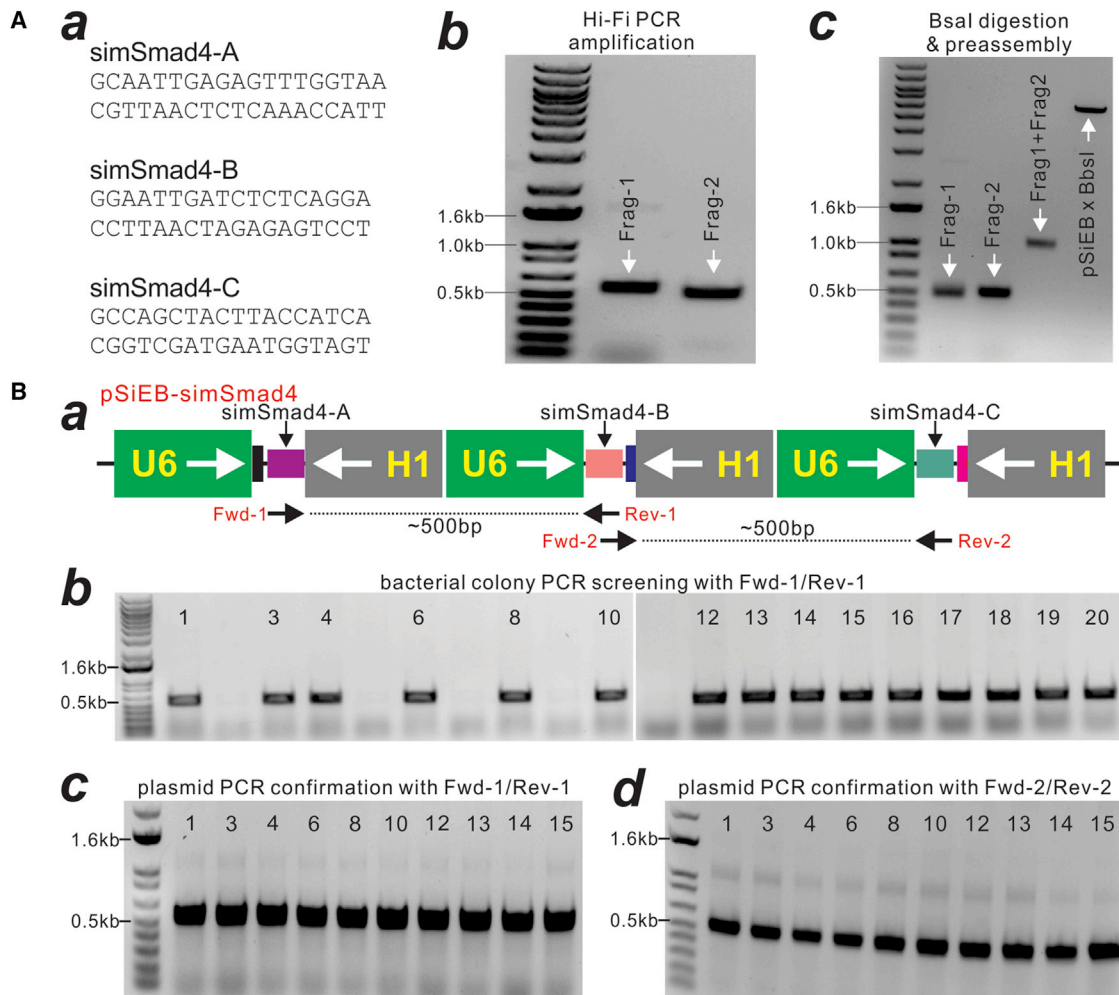 A
a
simSmad4-A
GCAATTGAGAGTTTGGTAA
CGTTAACTCTCAAACCATT
simSmad4-B
GGAATTGATCTCTCAGGA
CCTTAACTAGAGAGTCCT
simSmad4-C
GCCAGCTACTTACCATCA
CGGTCGATGAATGGTAGT
b
Hi-Fi PCR
amplification
1.6kb
1.0kb
0.5kb
Frag-1
Frag-2
c
BsaI digestion
& preassembly
1.6kb
1.0kb
0.5kb
Frag-1
Frag-2
Frag1+Frag2
pSiEB x BbsI
B
a
pSiEB-simSmad4
simSmad4-A
simSmad4-B
simSmad4-C
U6
H1
U6
H1
U6
H1
Fwd-1
~500bp
Rev-1
Fwd-2
~500bp
Rev-2
b
bacterial colony PCR screening with Fwd-1/Rev-1
1 3 4 6 8 10 12 13 14 15 16 17 18 19 20
1.6kb
0.5kb
c
plasmid PCR confirmation with Fwd-1/Rev-1
1 3 4 6 8 10 12 13 14 15
1.6kb
0.5kb
d
plasmid PCR confirmation with Fwd-2/Rev-2
1 3 4 6 8 10 12 13 14 15
1.6kb
0.5kb